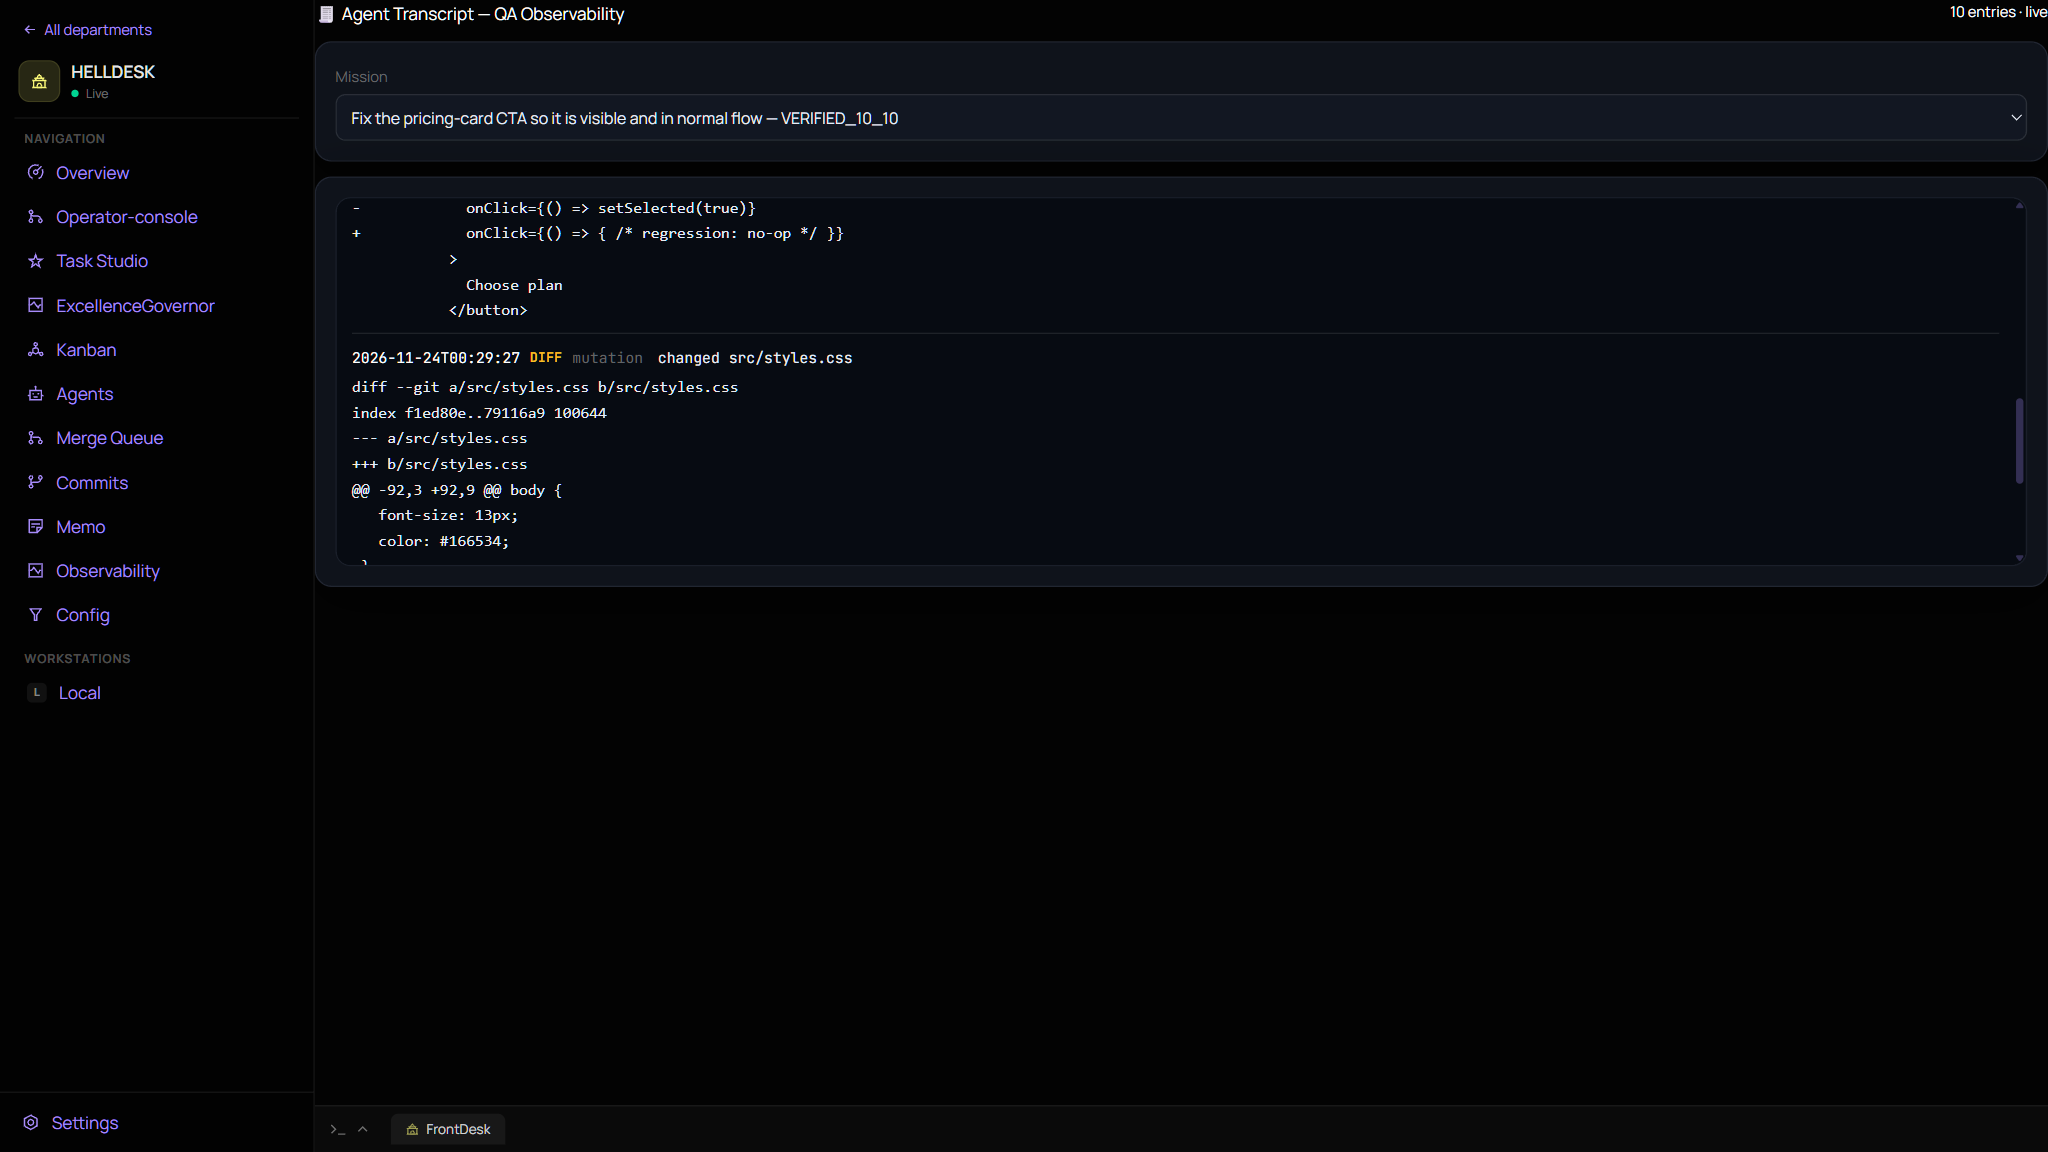 ← All departments
HELLDESK
Live
NAVIGATION
Overview
Operator-console
Task Studio
ExcellenceGovernor
Kanban
Agents
Merge Queue
Commits
Memo
Observability
Config
WORKSTATIONS
L Local
Settings
Agent Transcript — QA Observability
10 entries · live
Mission
Fix the pricing-card CTA so it is visible and in normal flow — VERIFIED_10_10
-            onClick={() => setSelected(true)}
+            onClick={() => { /* regression: no-op */ }}
           >
             Choose plan
           </button>
2026-11-24T00:29:27 DIFF mutation changed src/styles.css
diff --git a/src/styles.css b/src/styles.css
index f1ed80e..79116a9 100644
--- a/src/styles.css
+++ b/src/styles.css
@@ -92,3 +92,9 @@ body {
   font-size: 13px;
   color: #166534;
 }
>_
FrontDesk